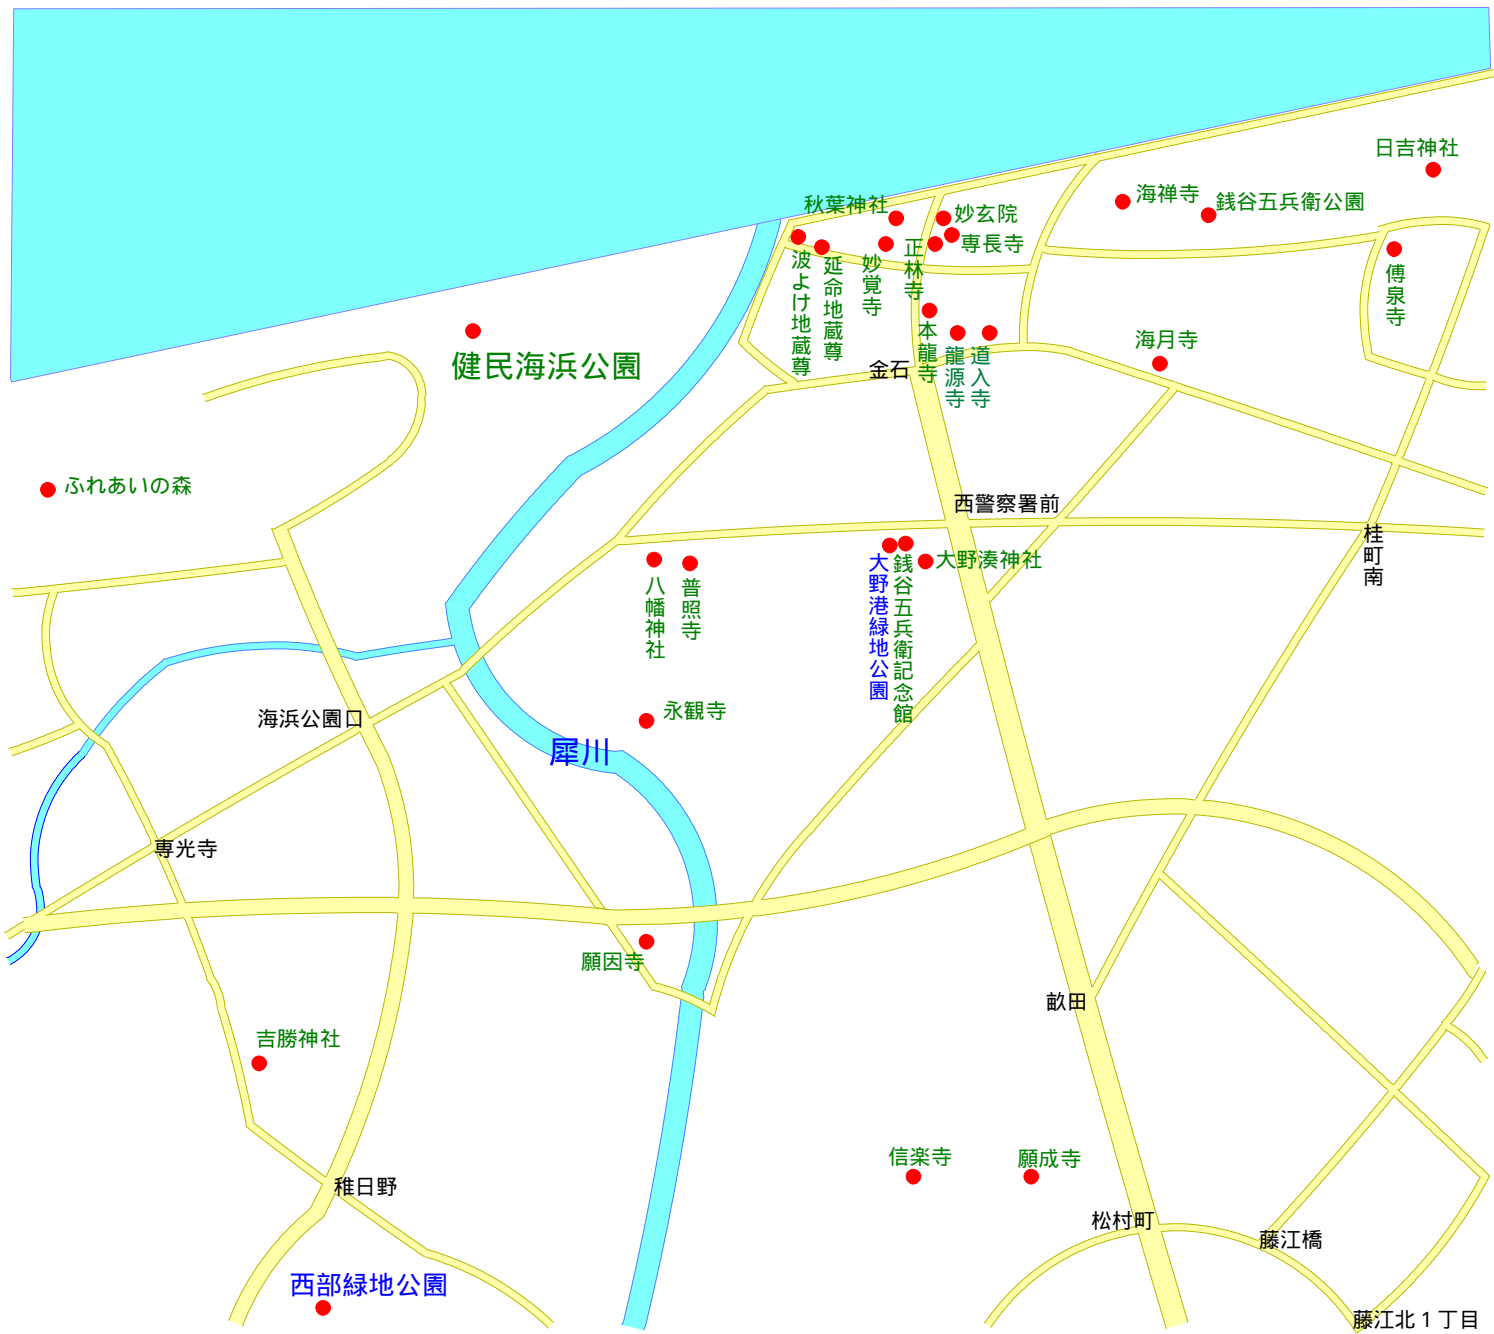 日吉神社
海禅寺
銭谷五兵衛公園
秋葉神社
妙玄院
専長寺
正林寺
妙覚寺
延命地蔵尊
波よけ地蔵尊
傅泉寺
本龍寺
龍源寺
道入寺
海月寺
金石
健民海浜公園
ふれあいの森
西警察署前
桂町南
大野湊神社
銭谷五兵衛記念館
大野港緑地公園
八幡神社
普照寺
永観寺
海浜公園口
犀川
専光寺
願因寺
畝田
吉勝神社
信楽寺
願成寺
稚日野
松村町
藤江橋
西部緑地公園
藤江北1丁目